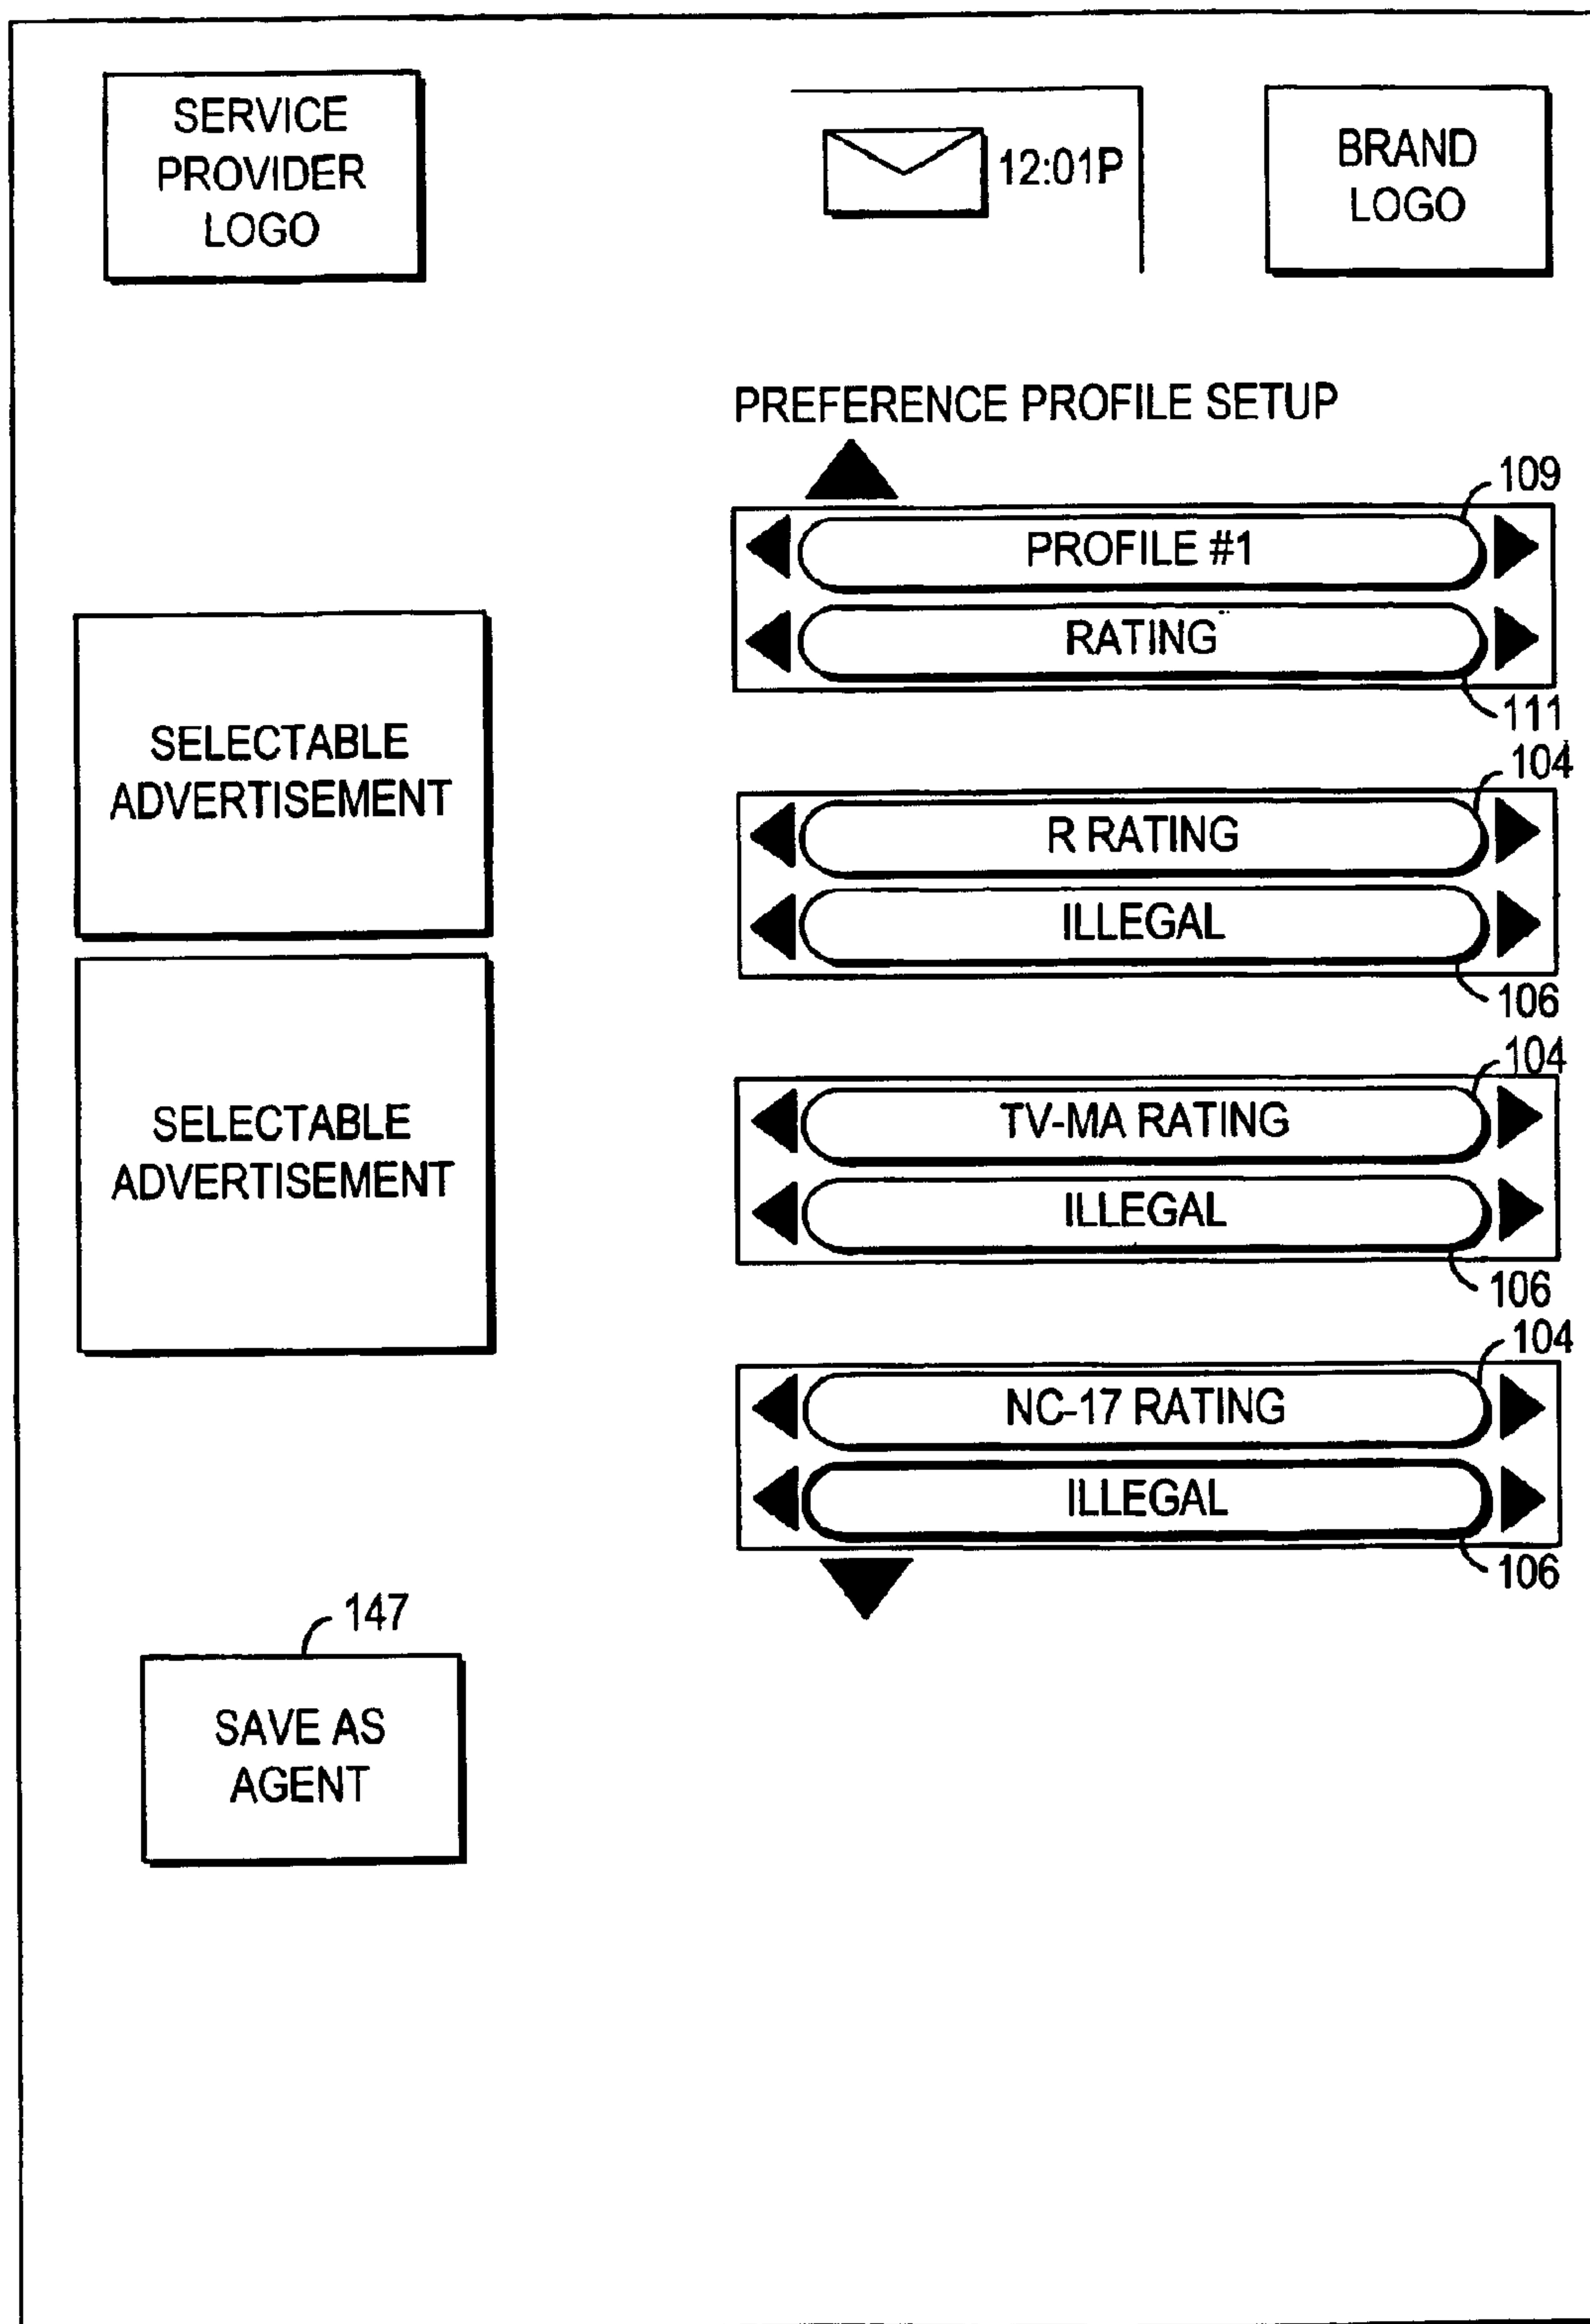 SERVICE
PROVIDER
LOGO
12:01P
BRAND
LOGO
PREFERENCE PROFILE SETUP
109
PROFILE #1
RATING
111
SELECTABLE
ADVERTISEMENT
104
R RATING
ILLEGAL
106
SELECTABLE
ADVERTISEMENT
104
TV-MA RATING
ILLEGAL
106
104
NC-17 RATING
ILLEGAL
106
147
SAVE AS
AGENT